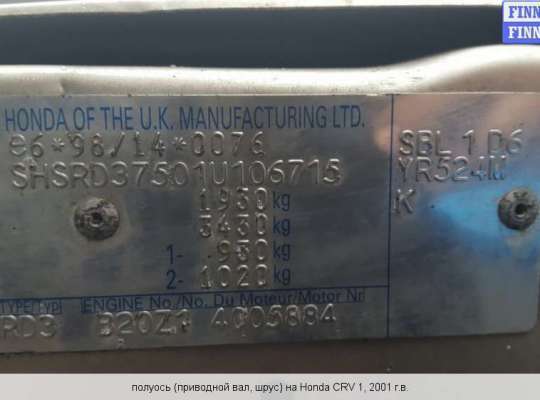 FINN
FINN
HONDA OF THE U.K. MANUFACTURING LTD.
e6*98/14*0076
SHSRD37501U106715
SBL 1 D6
YR524M
K
1930 kg
3430 kg
1- 930 kg
2- 1020 kg
TYPE/TYP
ENGINE No./No. Du Moteur/Motor Nr
RD3 B20Z1 4005884
полуось (приводной вал, шрус) на Honda CRV 1, 2001 г.в.